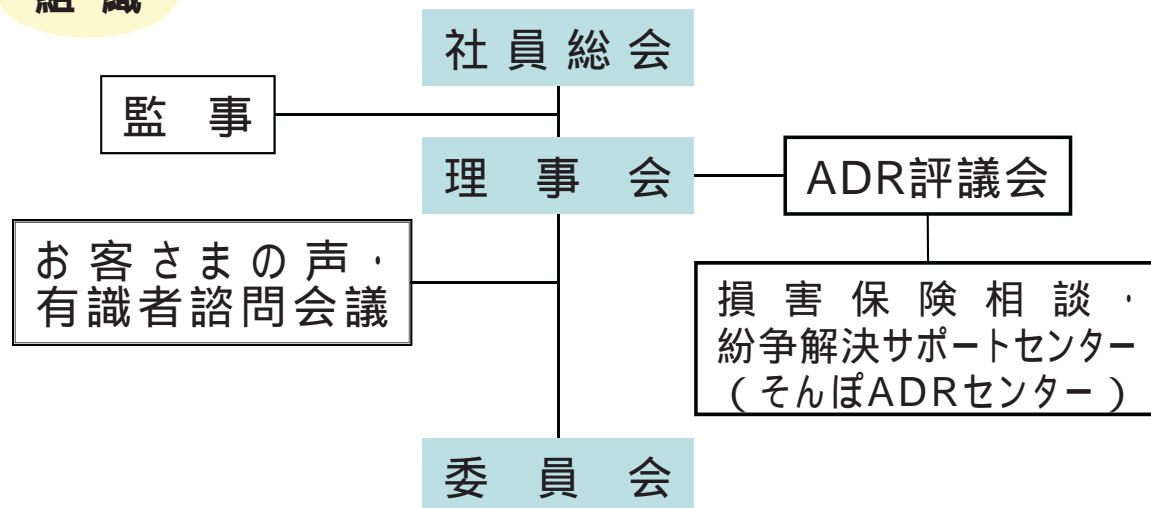 組織
社員総会
監事
理事会
ADR評議会
お客さまの声・
有識者諮問会議
損害保険相談・
紛争解決サポートセンター
(そんぽADRセンター)
委員会